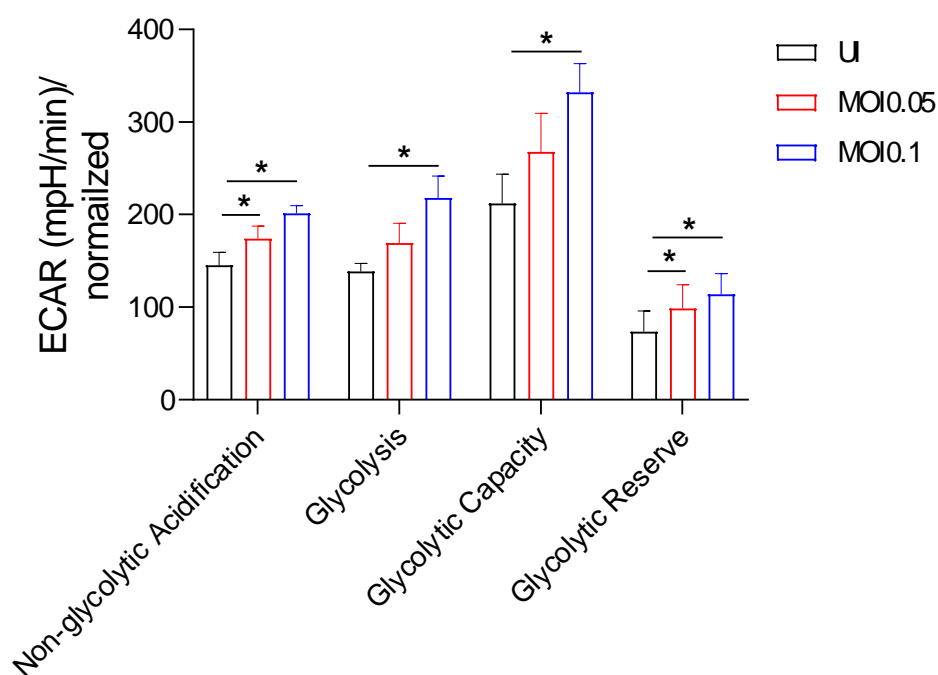 ECAR (mpH/min)/
normailzed
400
300
200
100
0
*
*
*
*
*
*
UI
MOI0.05
MOI0.1
Non-glycolytic Acidification
Glycolysis
Glycolytic Capacity
Glycolytic Reserve